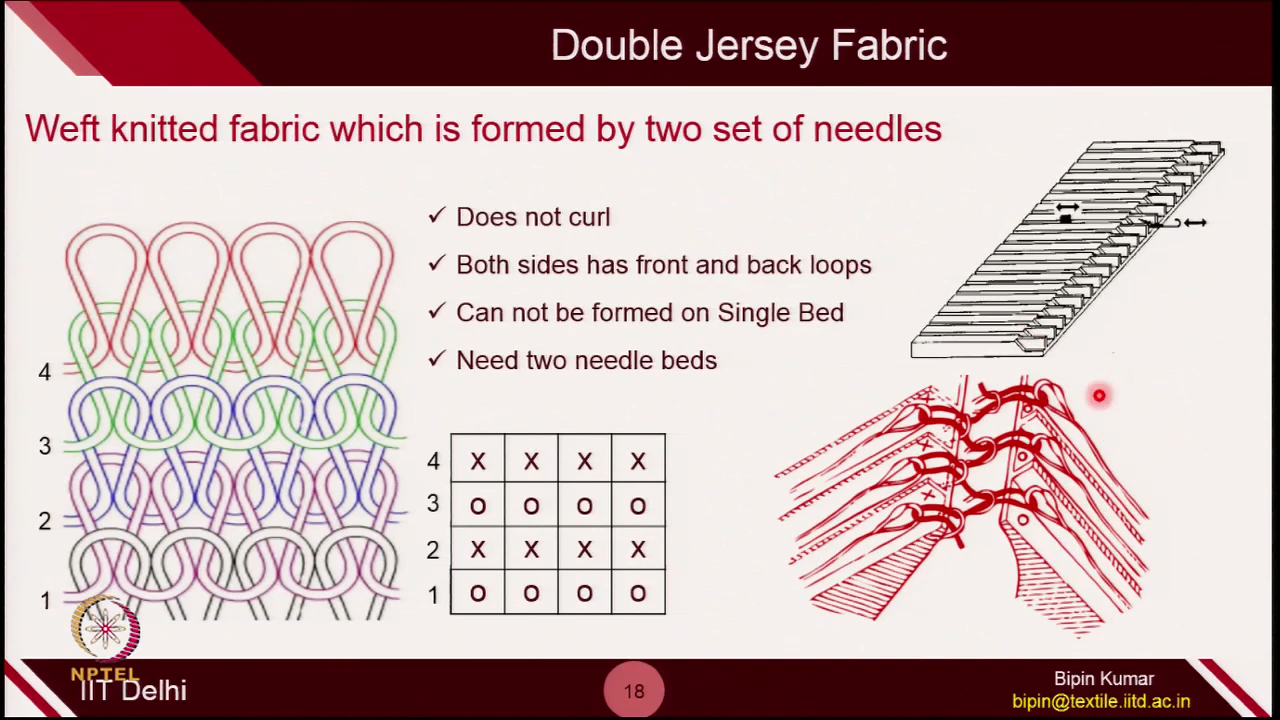 Double Jersey Fabric
Weft knitted fabric which is formed by two set of needles
✓ Does not curl
✓ Both sides has front and back loops
✓ Can not be formed on Single Bed
✓ Need two needle beds
4
3
2
1
4 X X X X
3 O O O O
2 X X X X
1 O O O O
NPTEL
IIT Delhi
18
Bipin Kumar
bipin@textile.iitd.ac.in